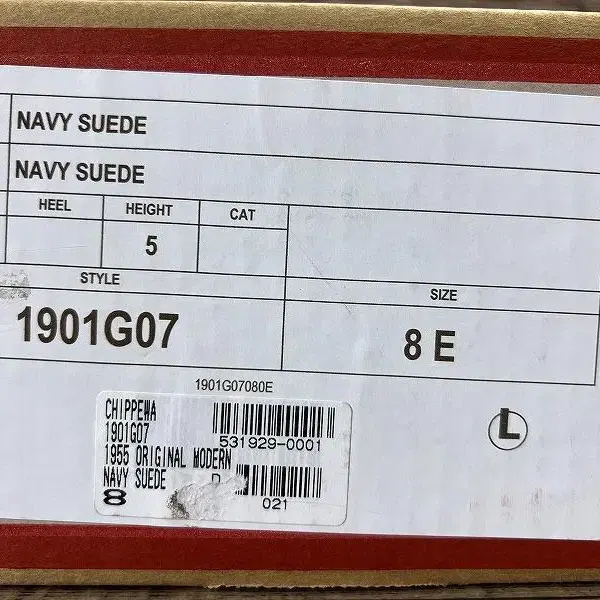 NAVY SUEDE
NAVY SUEDE
HEEL HEIGHT CAT
5
STYLE SIZE
1901G07 8 E
1901G07080E
CHIPPEWA
1901G07
531929-0001
1955 ORIGINAL MODERN
NAVY SUEDE D
8
021
L